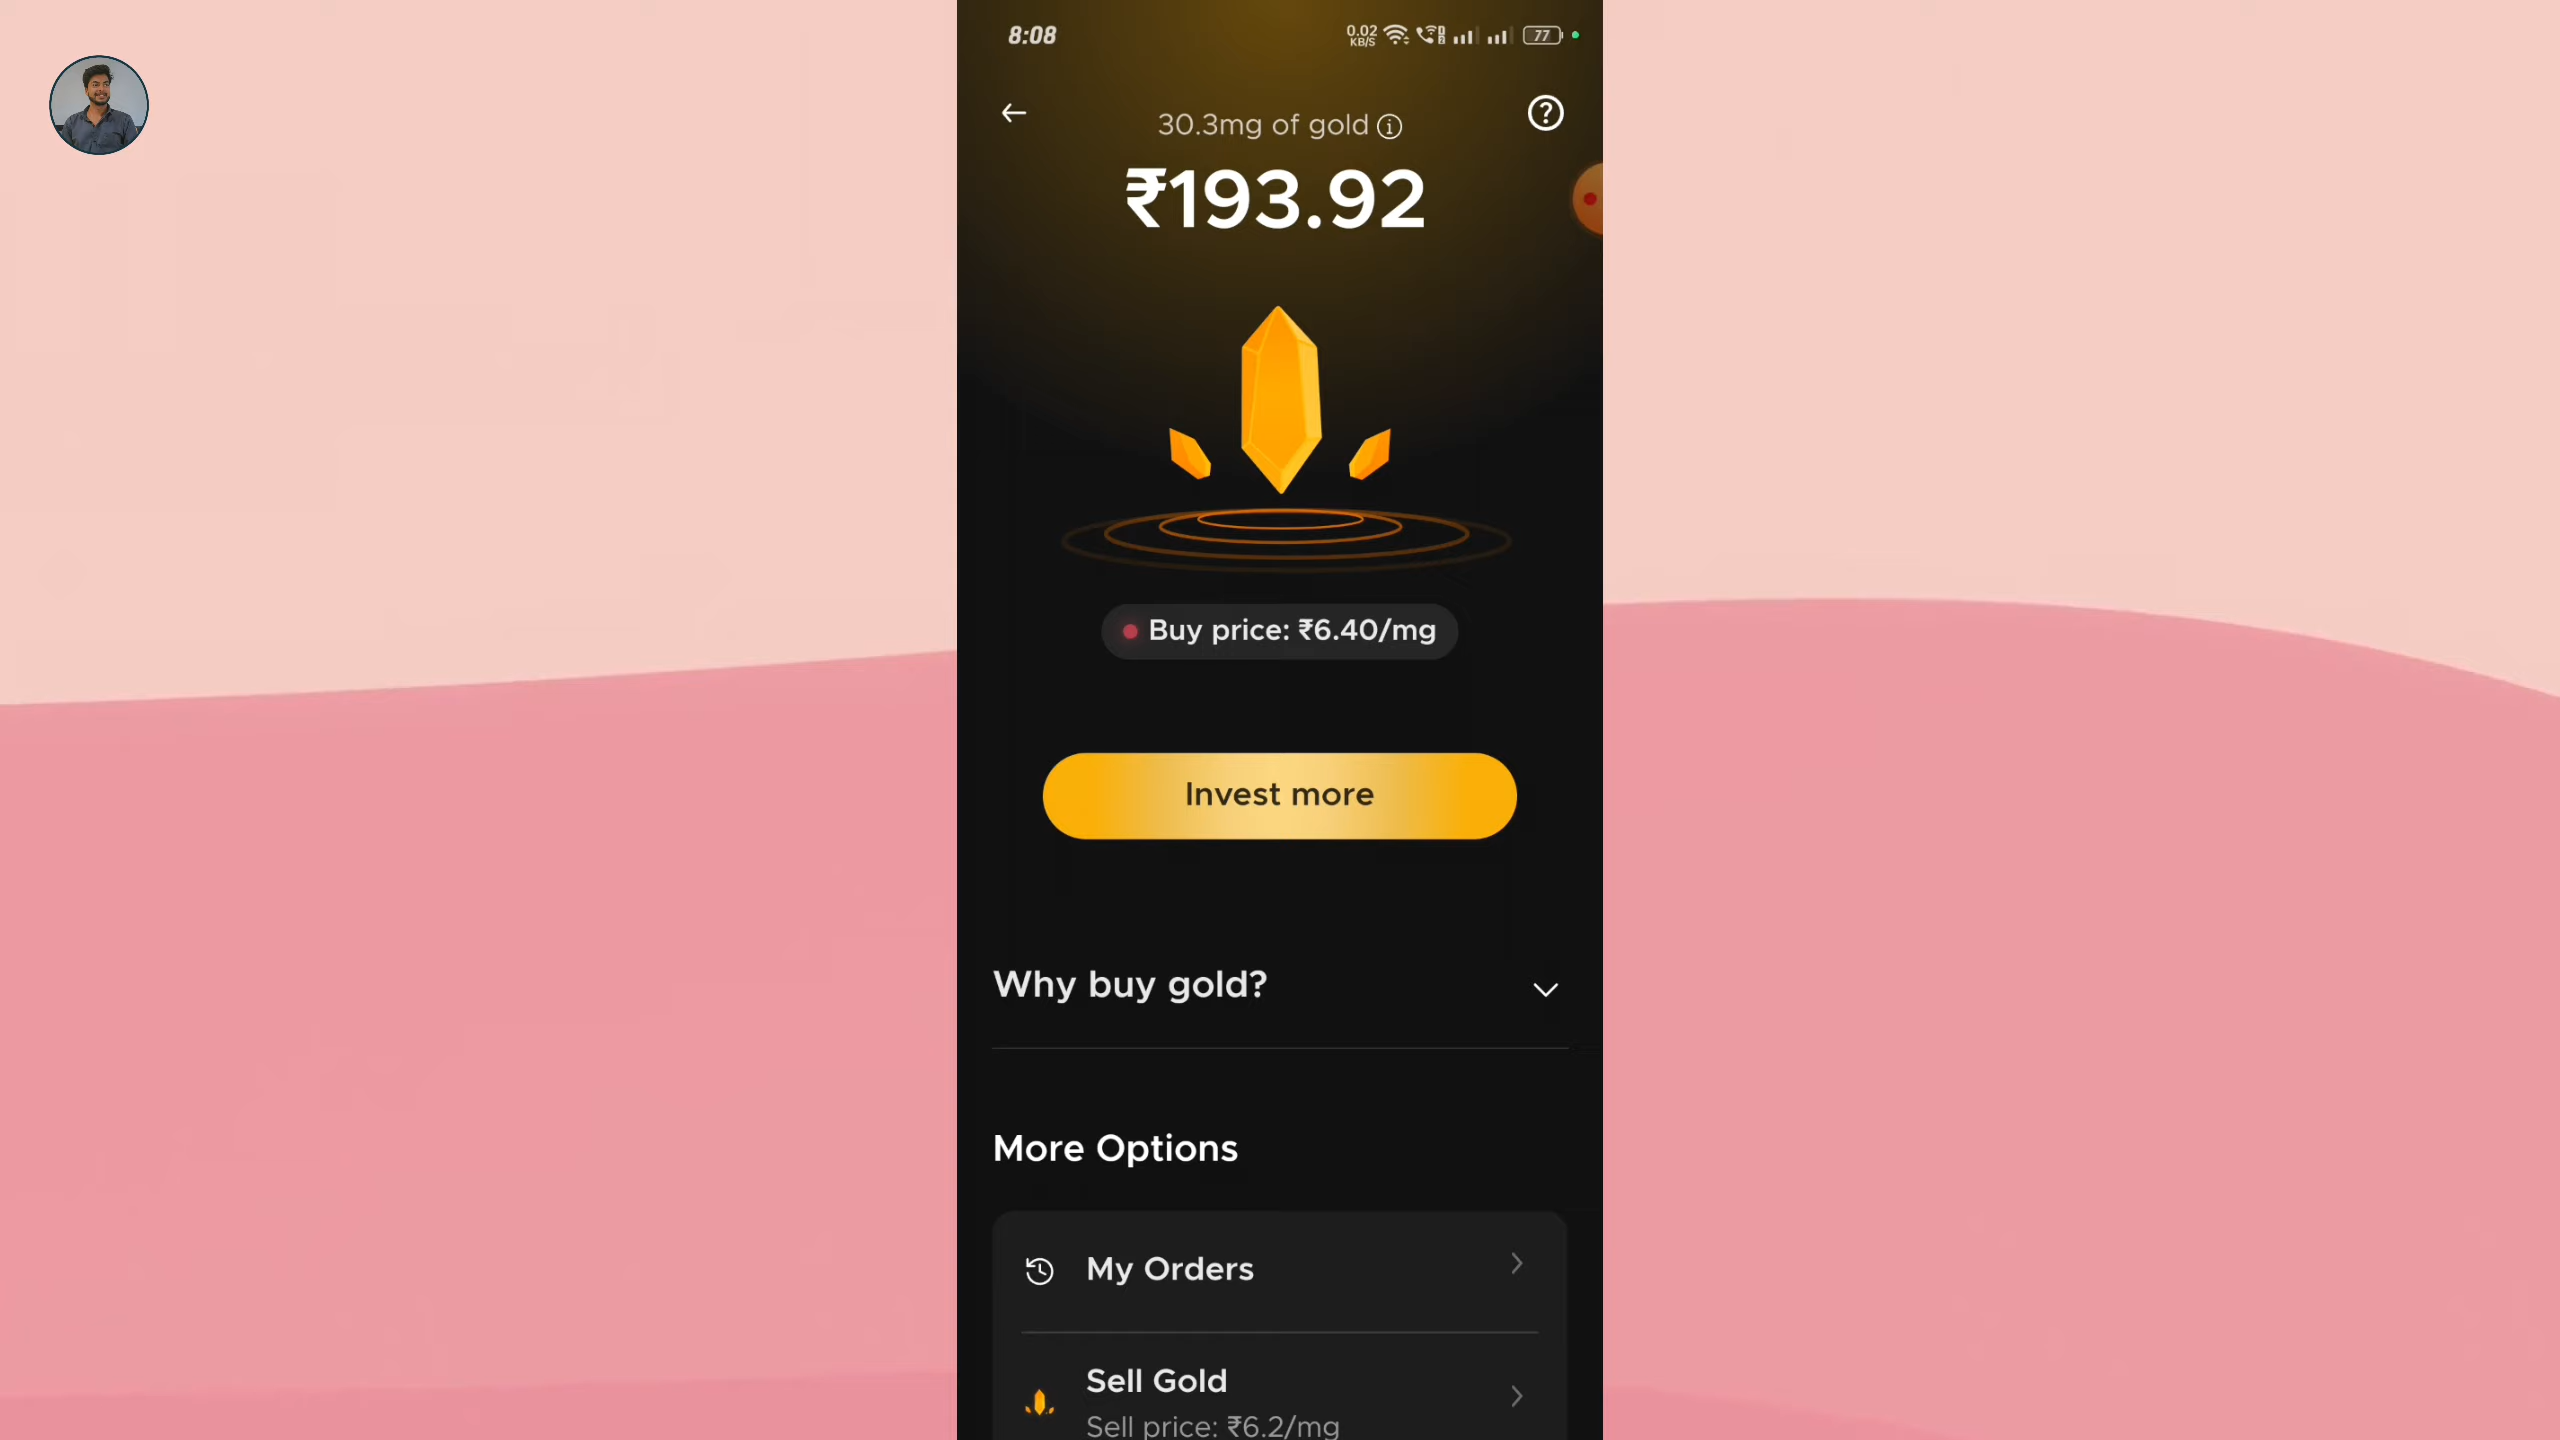 8:08
0.02
KB/S
77
30.3mg of gold
₹193.92
Buy price: ₹6.40/mg
Invest more
Why buy gold?
More Options
My Orders
Sell Gold
Sell price: ₹6.2/mg